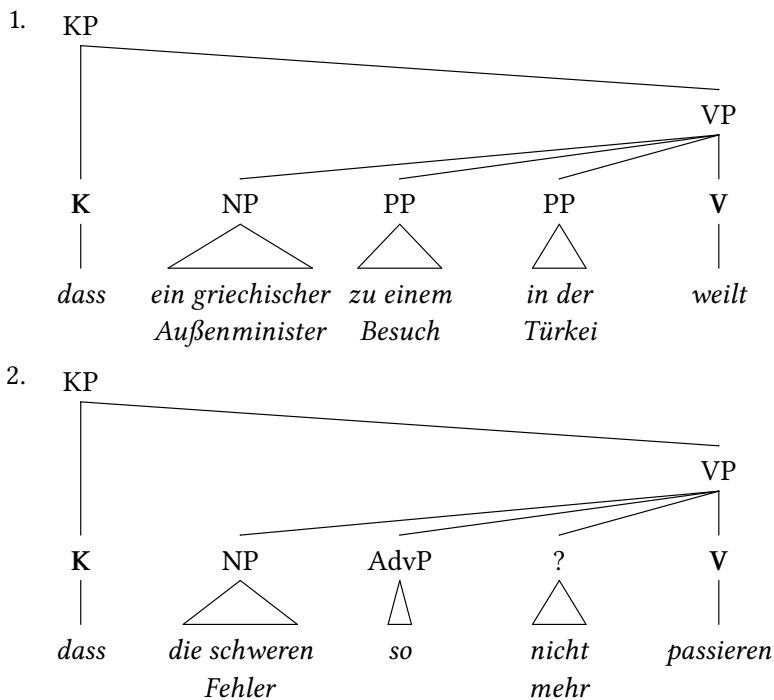 1. KP
VP
K NP PP PP V
dass ein griechischer zu einem in der weilt
Außenminister Besuch Türkei
2. KP
VP
K NP AdvP ? V
dass die schweren so nicht passieren
Fehler mehr